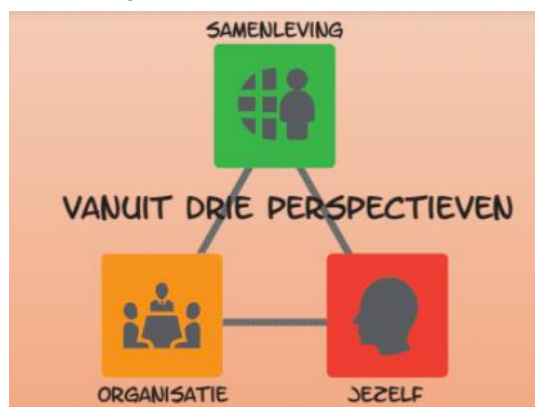 SAMENLEVING
VANUIT DRIE PERSPECTIEVEN
ORGANISATIE
JEZELF